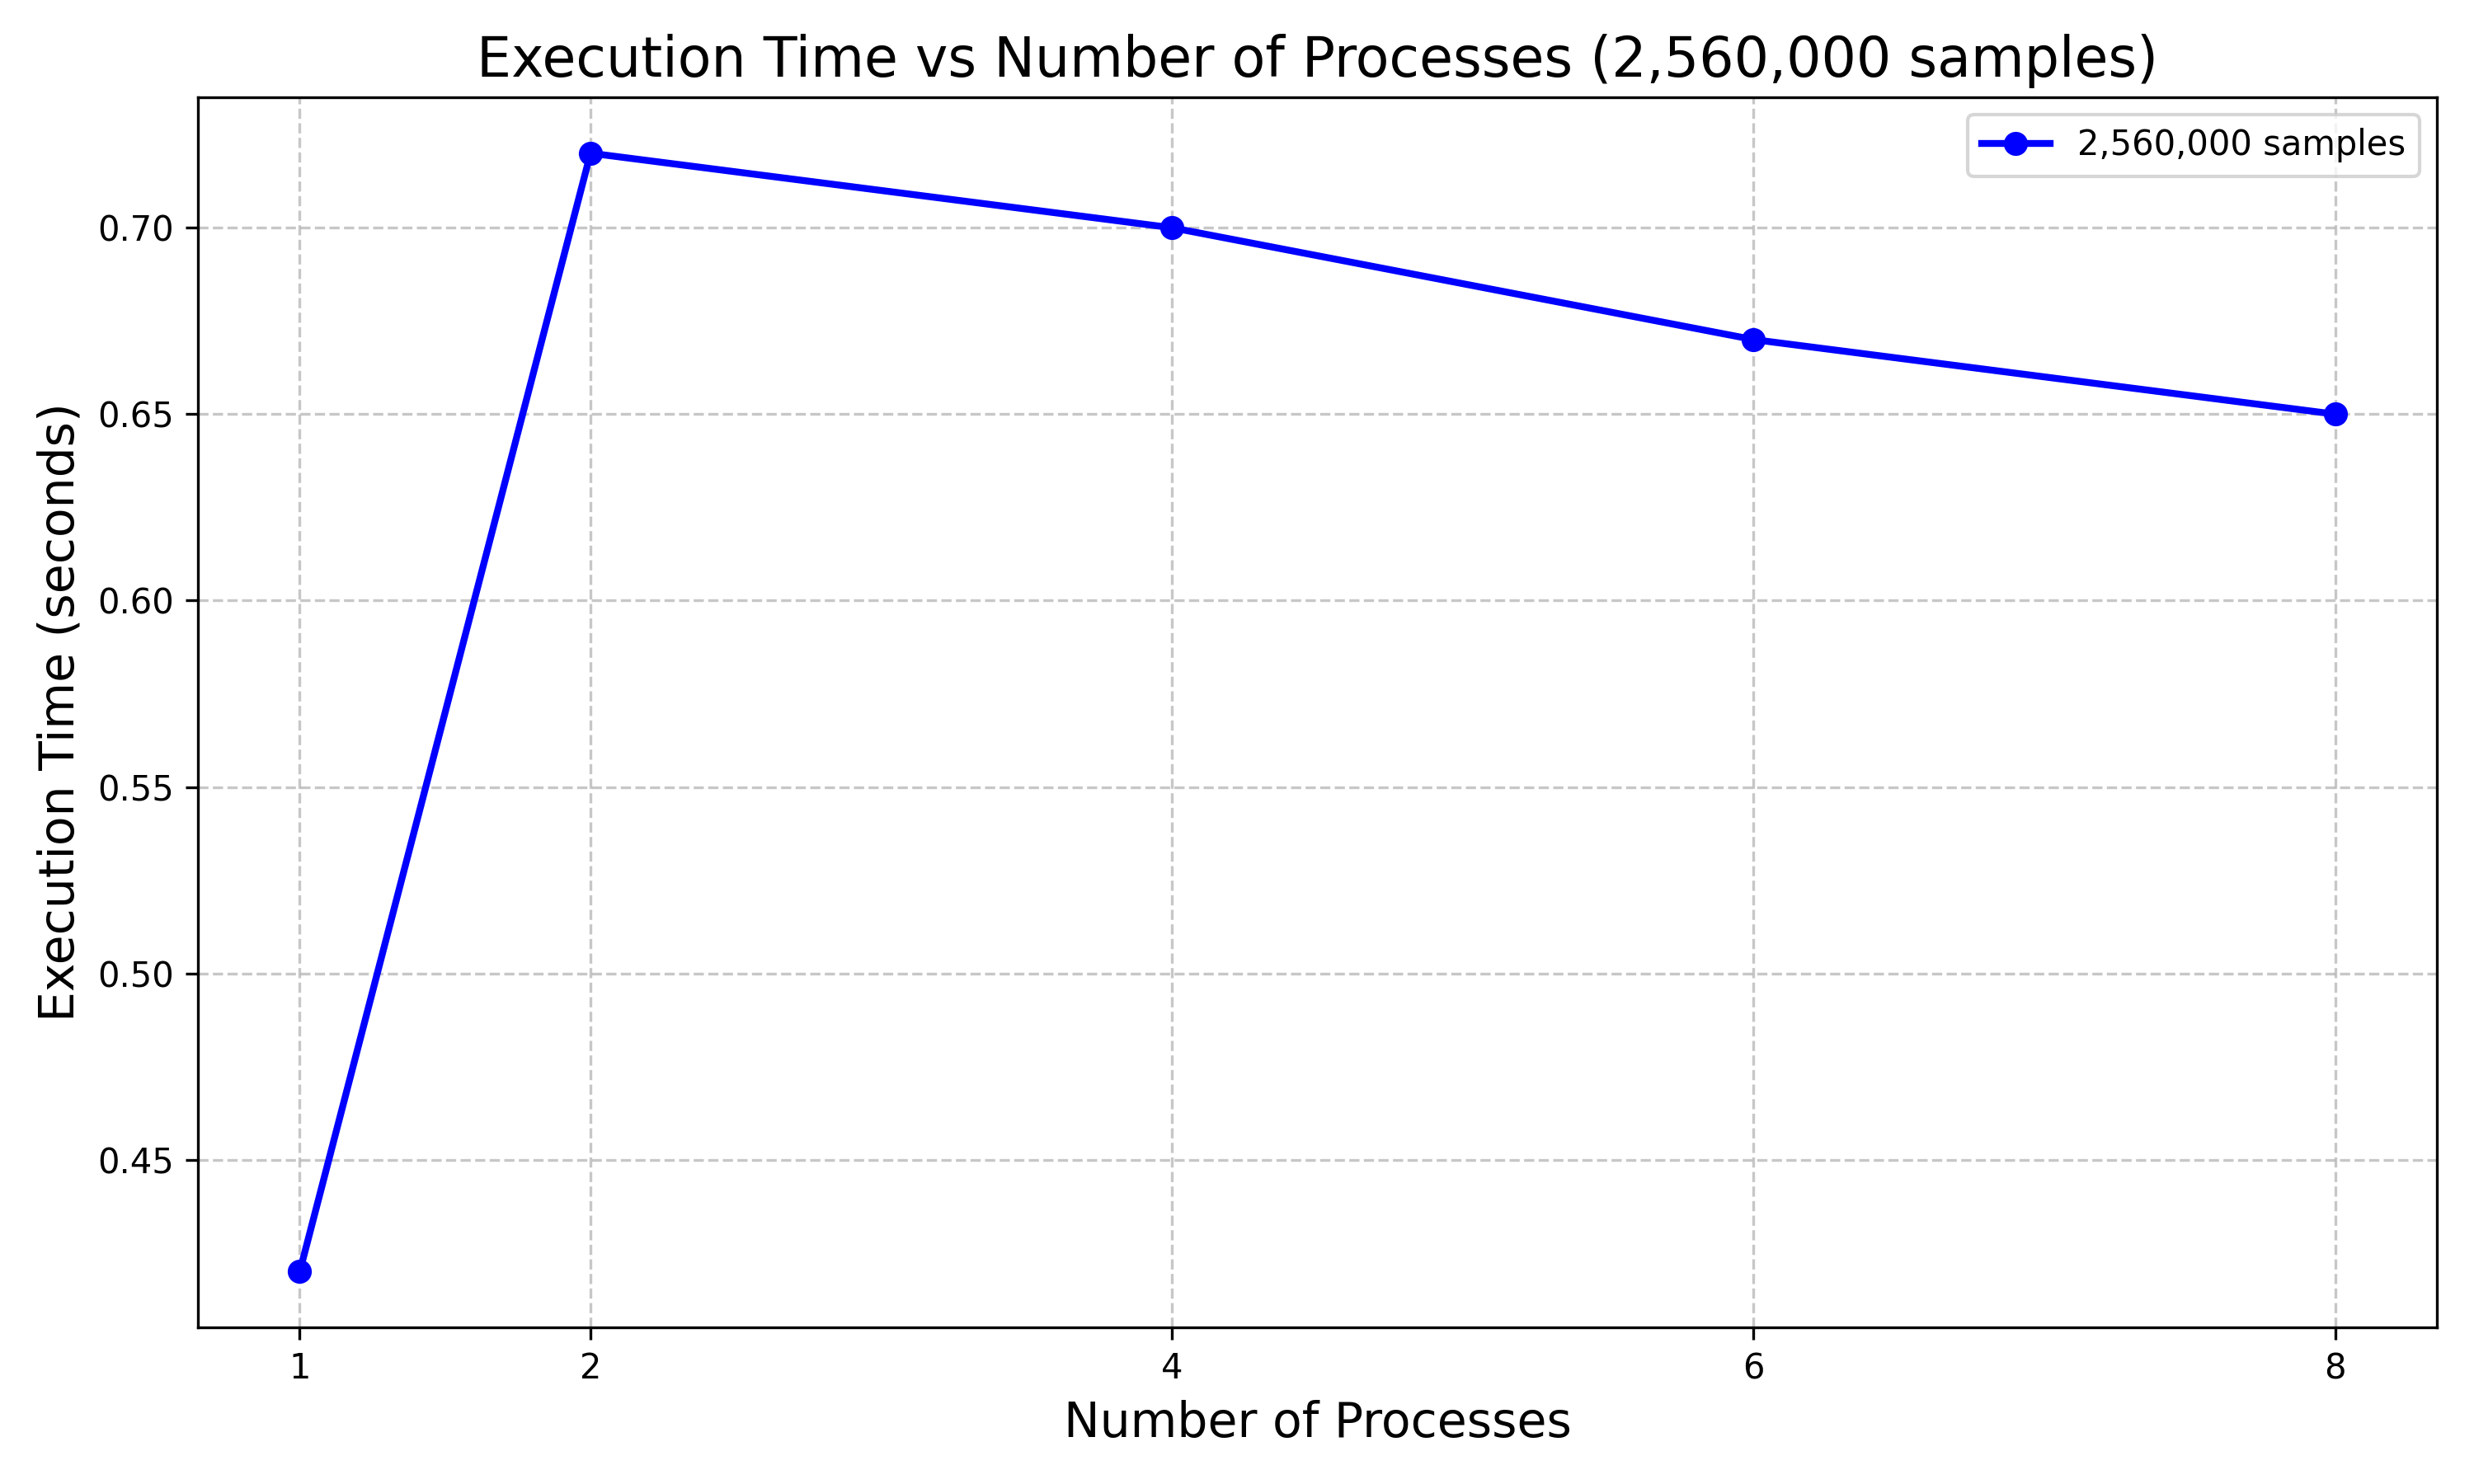 Execution Time vs Number of Processes (2,560,000 samples)
2,560,000 samples
Execution Time (seconds)
0.70
0.65
0.60
0.55
0.50
0.45
1 2 4 6 8
Number of Processes